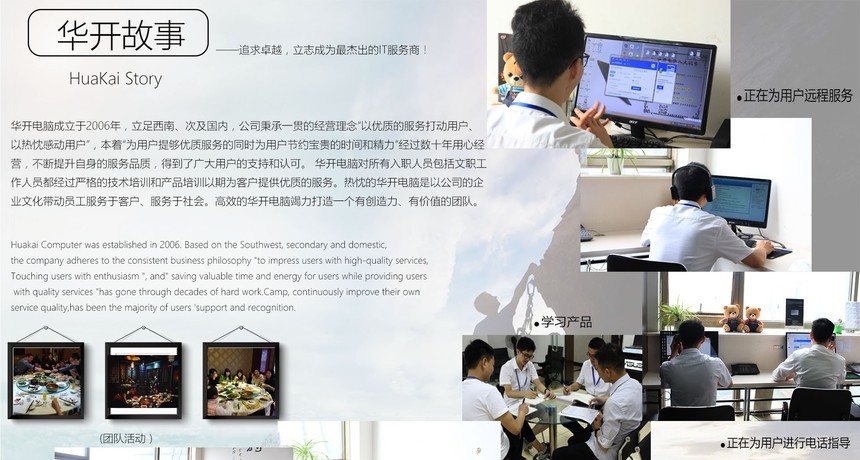 华开故事
——追求卓越，立志成为最杰出的IT服务商！
HuaKai Story
华开电脑成立于2006年，立足西南、次及国内，公司秉承一贯的经营理念“以优质的服务打动用户、
以热忱感动用户”，本着“为用户提够优质服务的同时为用户节约宝贵的时间和精力”经过数十年用心经
营，不断提升自身的服务品质，得到了广大用户的支持和认可。 华开电脑对所有入职人员包括文职工
作人员都经过严格的技术培训和产品培训以期为客户提供优质的服务。热忱的华开电脑是以公司的企
业文化带动员工服务于客户、服务于社会。高效的华开电脑竭力打造一个有创造力、有价值的团队。
Huakai Computer was established in 2006. Based on the Southwest, secondary and domestic,
the company adheres to the consistent business philosophy "to impress users with high-quality services,
Touching users with enthusiasm ", and" saving valuable time and energy for users while providing users
with quality services "has gone through decades of hard work.Camp, continuously improve their own
service quality,has been the majority of users 'support and recognition.
(团队活动）
●正在为用户远程服务
●学习产品
●正在为用户进行电话指导